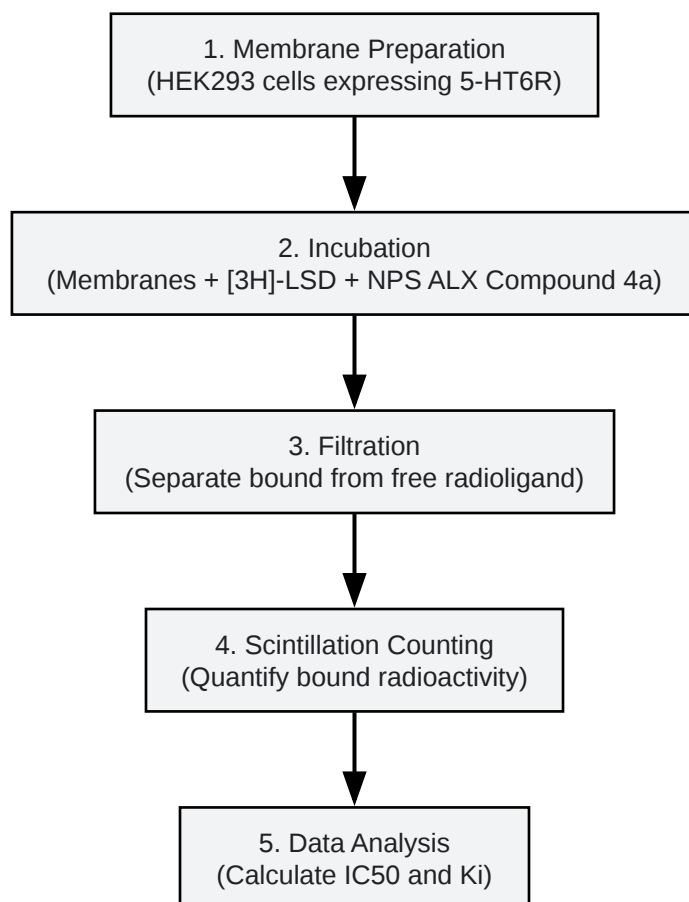 1. Membrane Preparation
(HEK293 cells expressing 5-HT6R)
2. Incubation
(Membranes + [3H]-LSD + NPS ALX Compound 4a)
3. Filtration
(Separate bound from free radioligand)
4. Scintillation Counting
(Quantify bound radioactivity)
5. Data Analysis
(Calculate IC50 and Ki)